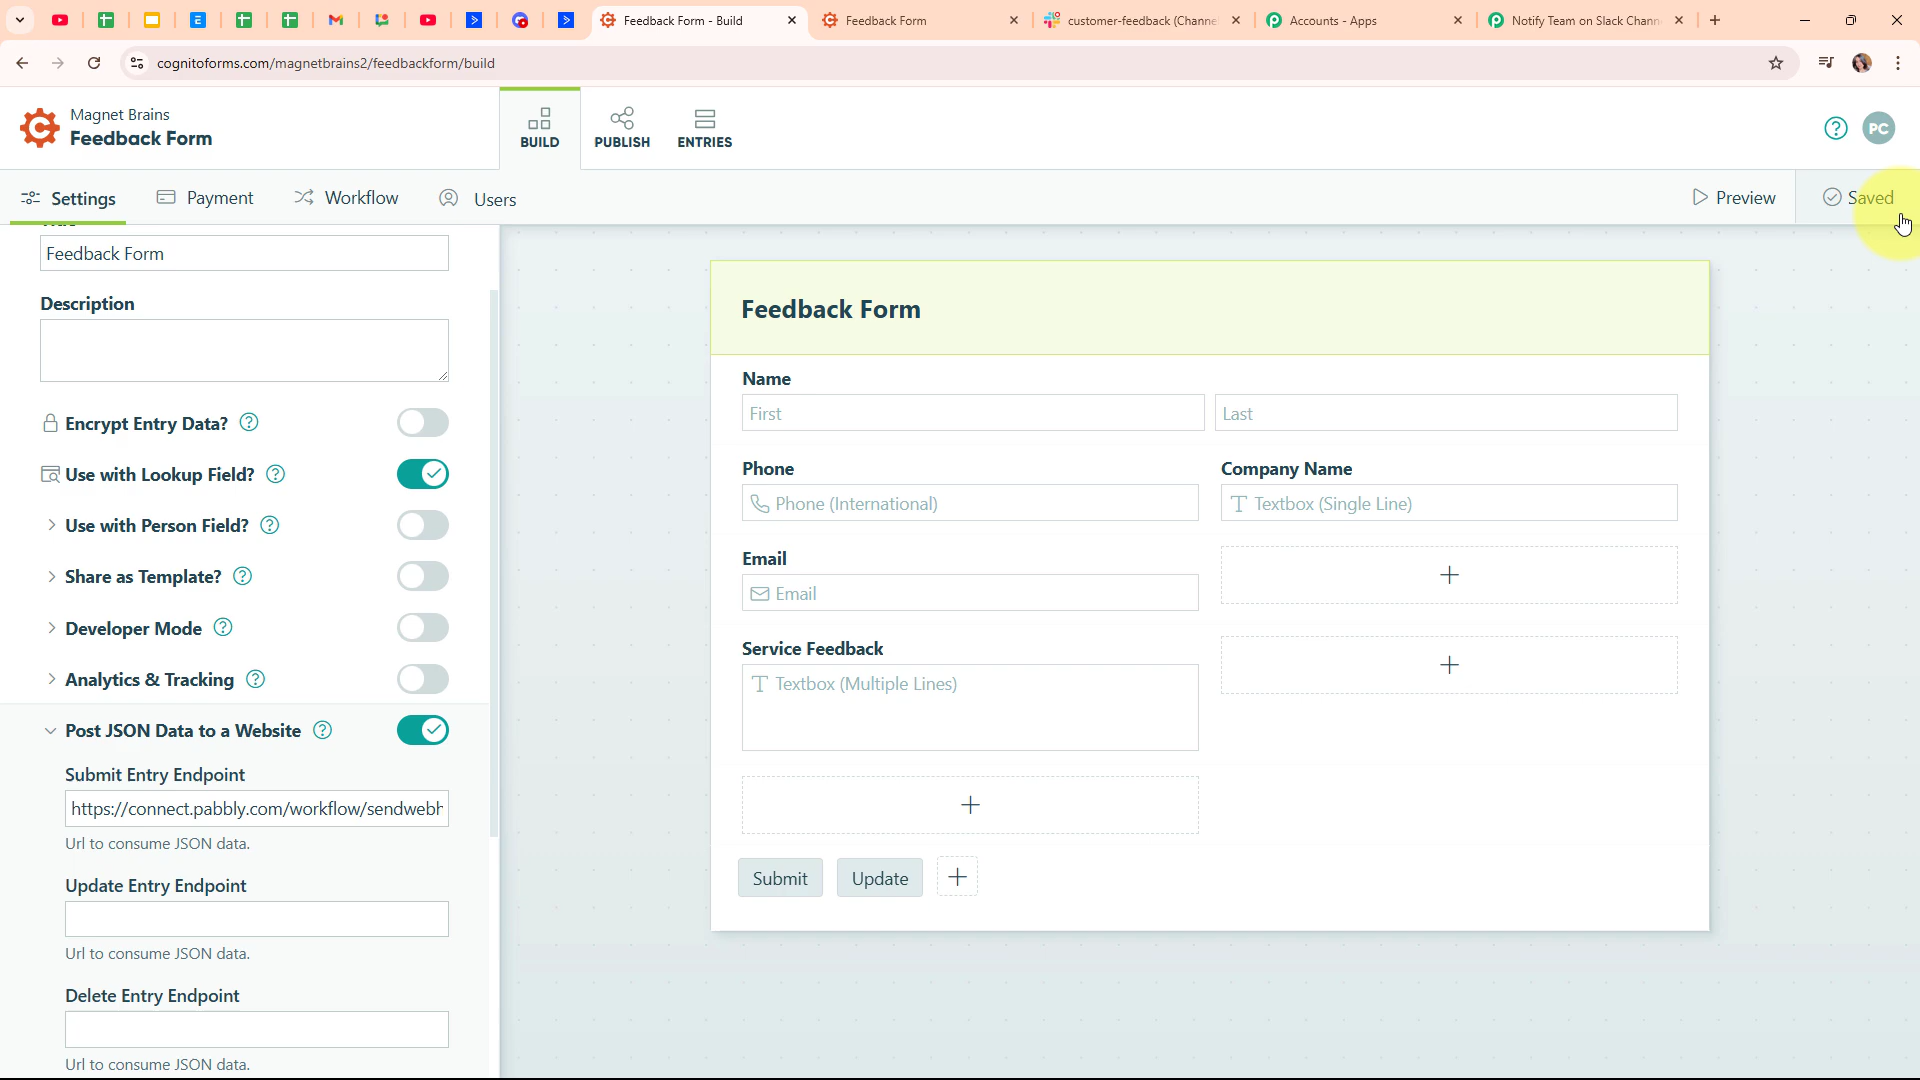 Feedback Form - Build
Feedback Form
customer-feedback (Channe
Accounts - Apps
Notify Team on Slack Chann
cognitoforms.com/magnetbrains2/feedbackform/build
Magnet Brains
Feedback Form
BUILD
PUBLISH
ENTRIES
PC
Settings
Payment
Workflow
Users
Preview
Saved
Feedback Form
Description
Encrypt Entry Data?
Use with Lookup Field?
Use with Person Field?
Share as Template?
Developer Mode
Analytics & Tracking
Post JSON Data to a Website
Submit Entry Endpoint
https://connect.pabbly.com/workflow/sendwebh
Url to consume JSON data.
Update Entry Endpoint
Url to consume JSON data.
Delete Entry Endpoint
Url to consume JSON data.
Feedback Form
Name
First
Last
Phone
Company Name
Phone (International)
Textbox (Single Line)
Email
Email
Service Feedback
Textbox (Multiple Lines)
Submit
Update